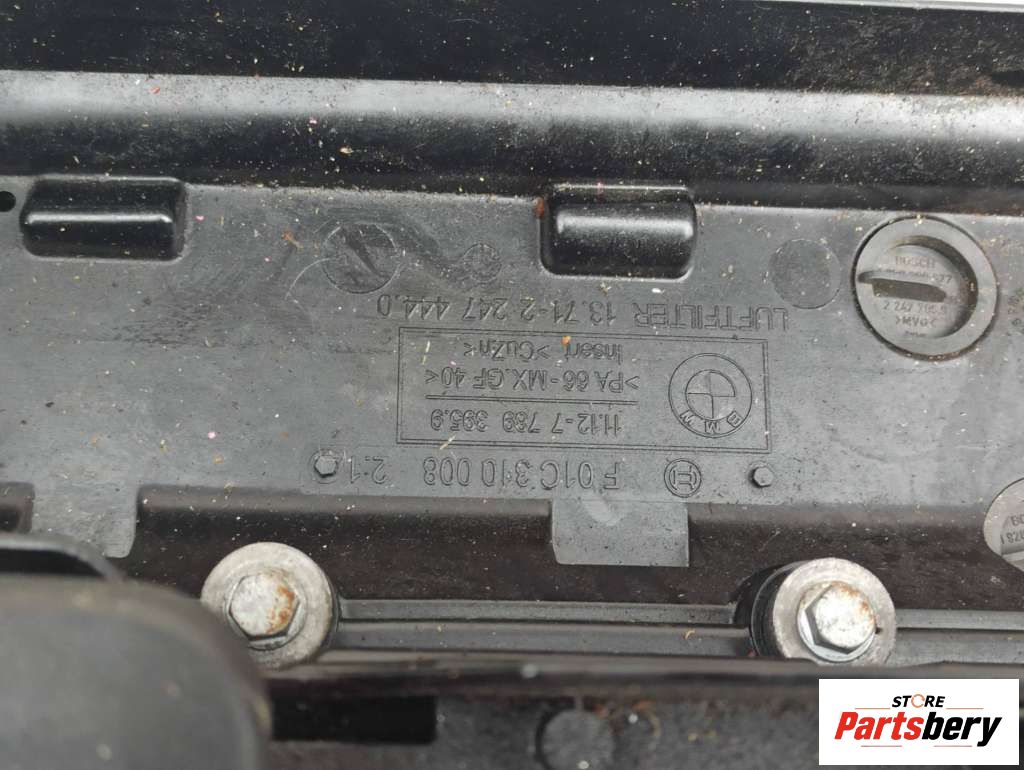 F 01C 310 008 2:1
BMW
11.12-7 789 395.9
>PA 66-MX.GF 40<
Insert >CuZn<
LUFTFILTER 13.71-2 247 444.0
BOSCH
STORE
Partsbery